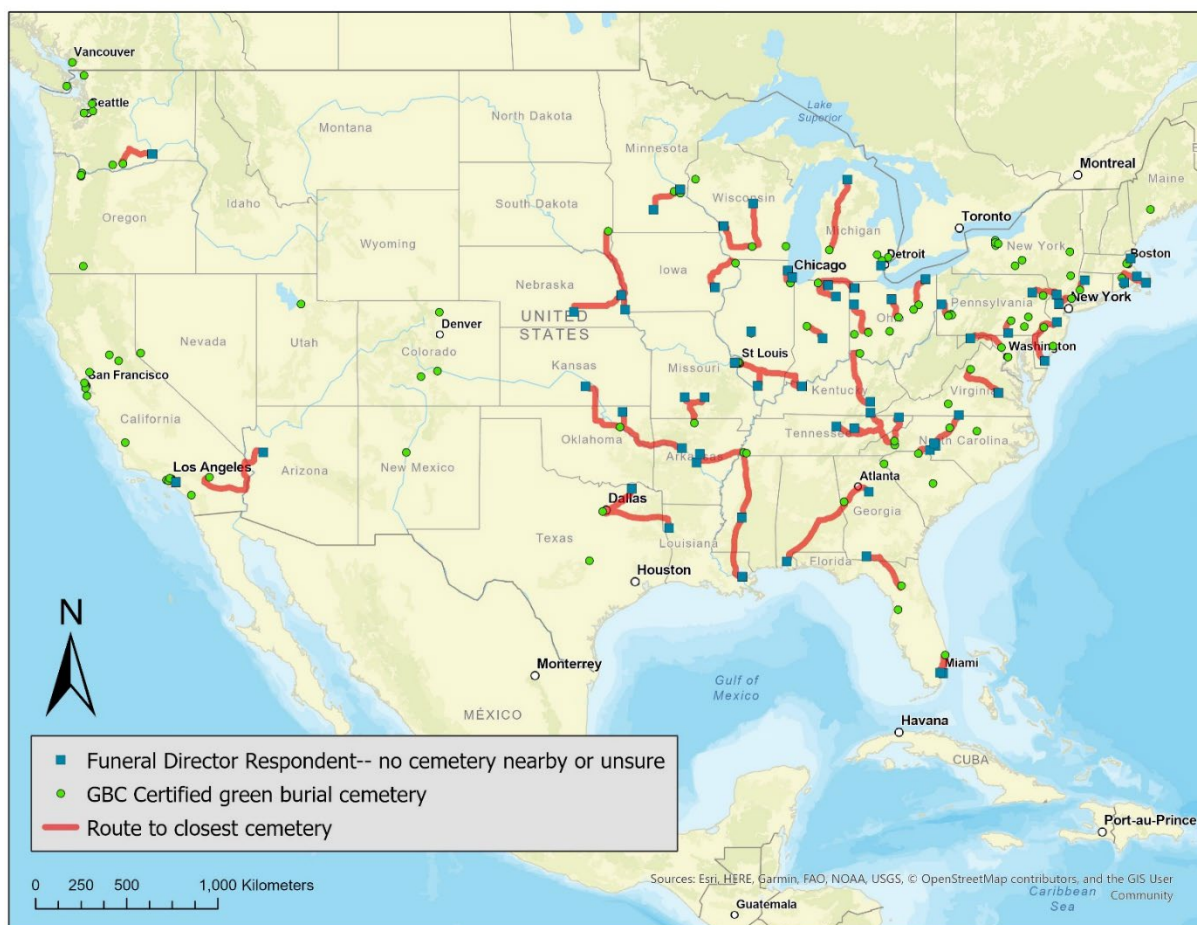 Vancouver
Seattle
Montana
North Dakota
Minnesota
Lake
Superior
Montreal
Maine
Oregon
Idaho
South Dakota
Wisconsin
Michigan
Toronto
New York
Boston
Wyoming
Iowa
Chicago
Detroit
Nebraska
UNITED
STATES
Pennsylvania
New York
Nevada
Utah
Denver
Colorado
Washington
San Francisco
Kansas
Missouri
St Louis
Kentucky
Virginia
California
Oklahoma
Tennessee
North Carolina
Los Angeles
Arizona
New Mexico
Arkansas
Atlanta
Georgia
Dallas
Texas
Louisiana
Florida
Houston
N
Monterrey
Gulf of
Mexico
Miami
MÉXICO
Havana
CUBA
Funeral Director Respondent-- no cemetery nearby or unsure
GBC Certified green burial cemetery
Route to closest cemetery
Port-au-Prince
0 250 500 1,000 Kilometers
Sources: Esri, HERE, Garmin, FAO, NOAA, USGS, © OpenStreetMap contributors, and the GIS User
Community
Caribbean
Sea
Guatemala